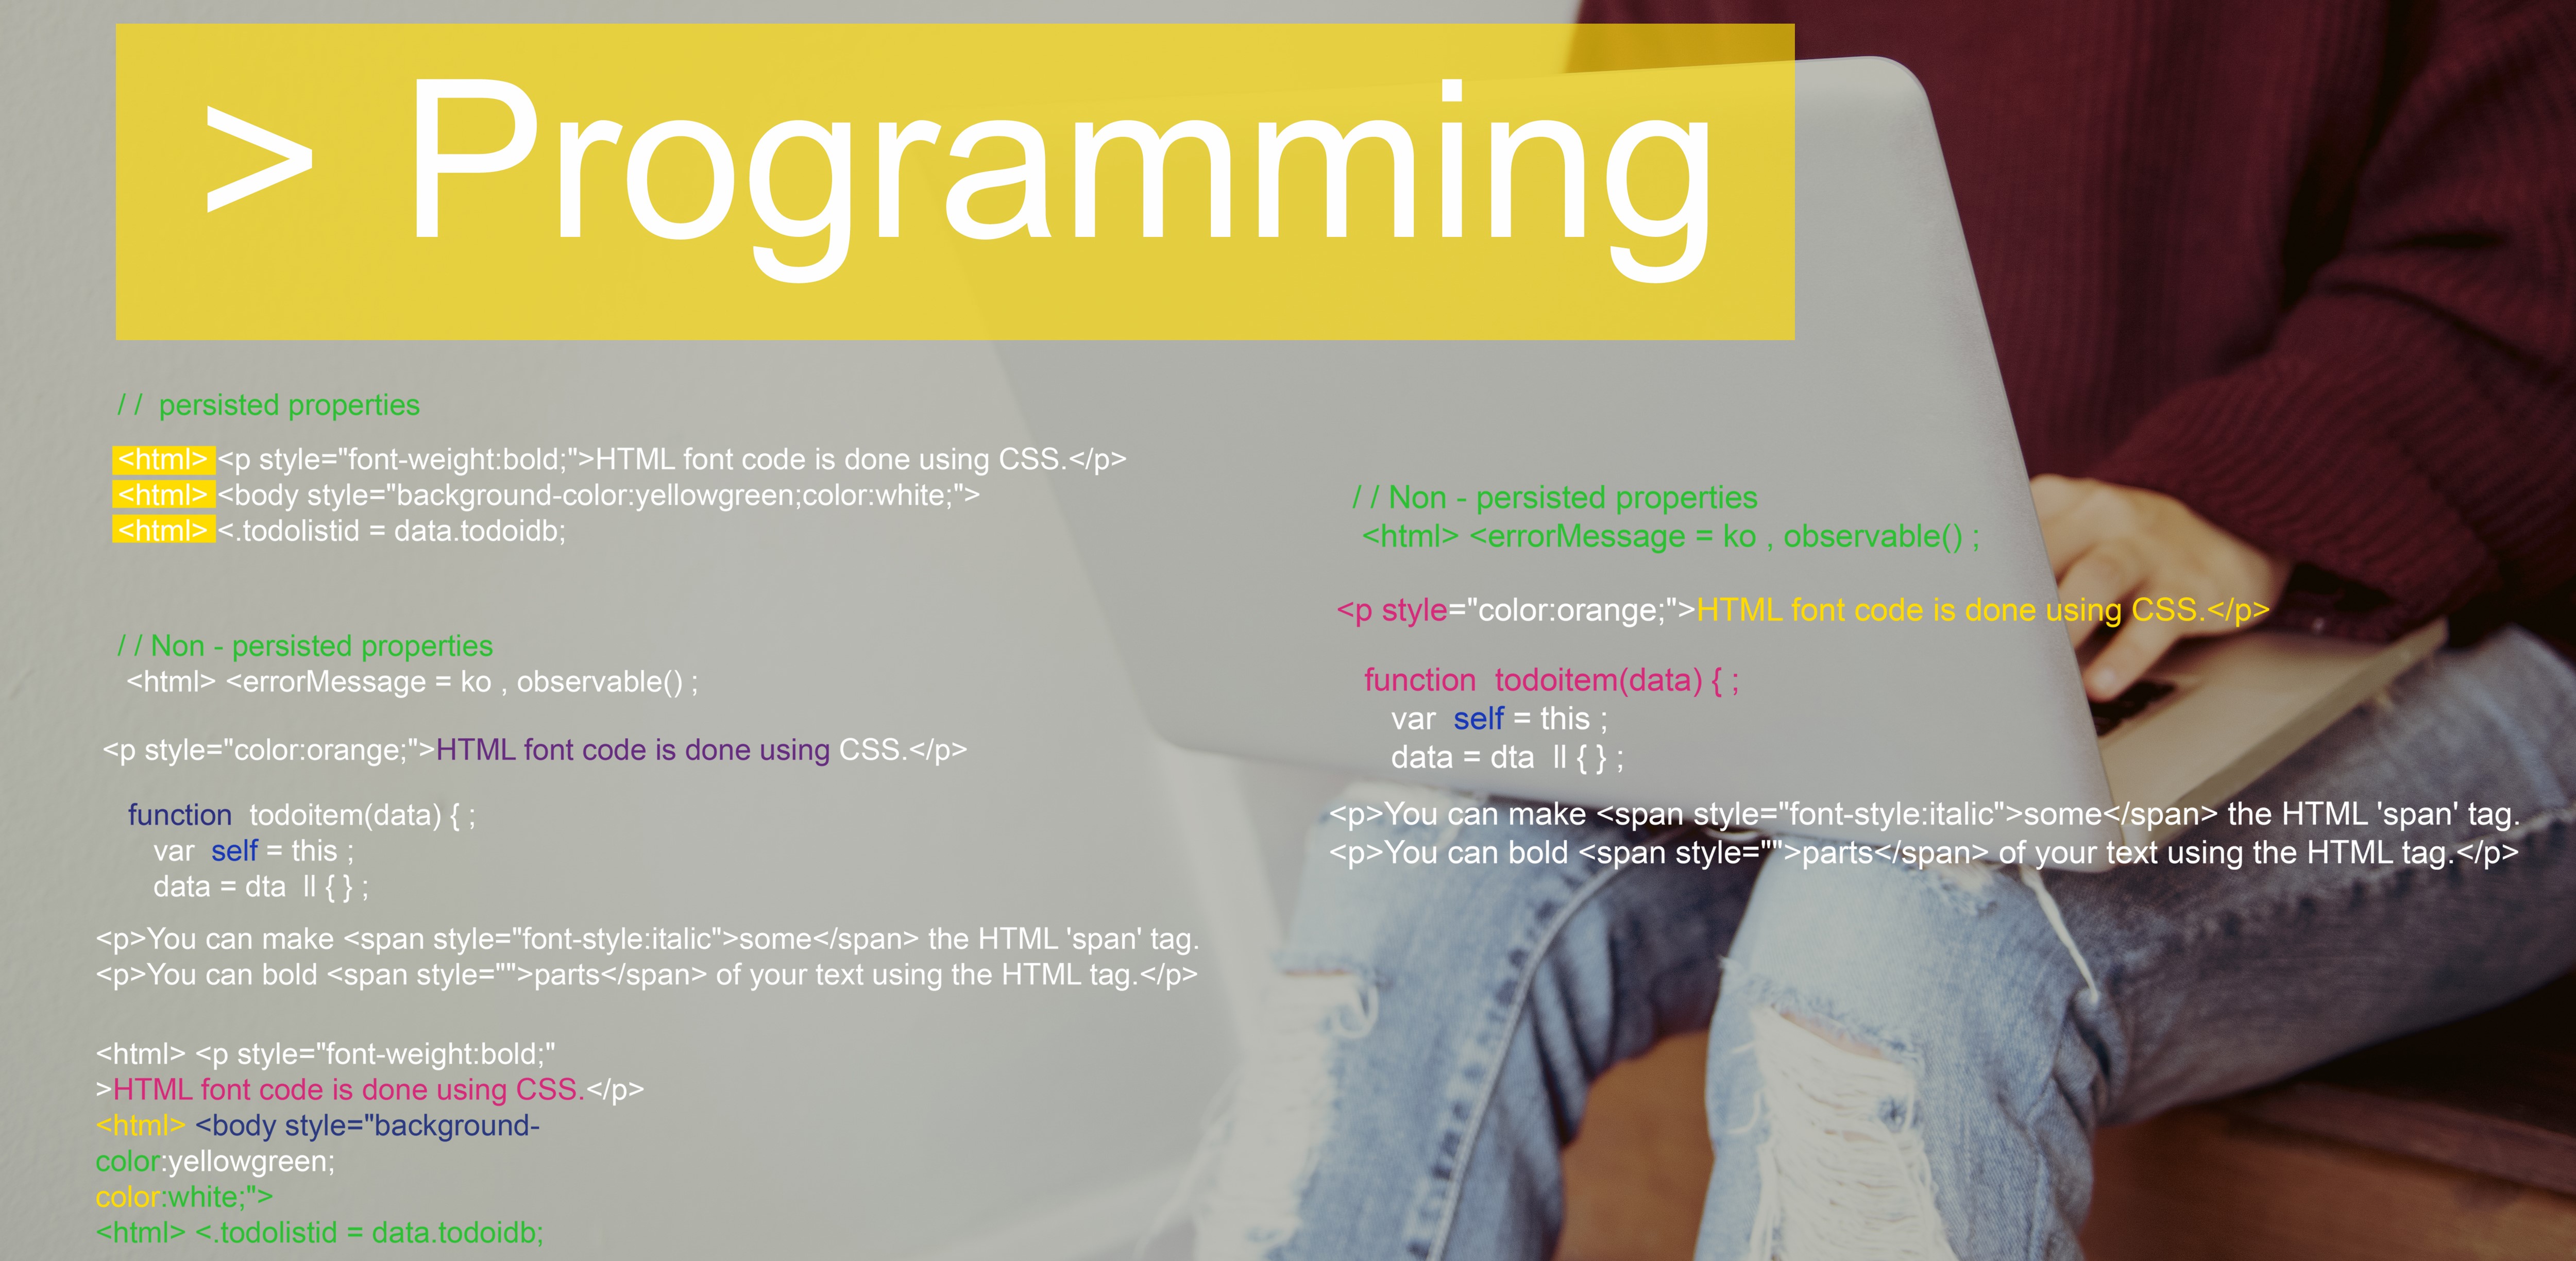 > Programming
// persisted properties
<html> <p style="font-weight:bold;">HTML font code is done using CSS.</p>
<html> <body style="background-color:yellowgreen;color:white;">
<html> <.todolistid = data.todoidb;
// Non - persisted properties
<html> <errorMessage = ko , observable() ;
<p style="color:orange;">HTML font code is done using CSS.</p>
function todoitem(data) { ;
var self = this ;
data = dta ll { } ;
<p>You can make <span style="font-style:italic">some</span> the HTML 'span' tag.
<p>You can bold <span style="">parts</span> of your text using the HTML tag.</p>
<html> <p style="font-weight:bold;"
>HTML font code is done using CSS.</p>
<html> <body style="background-
color:yellowgreen;
color:white;">
<html> <.todolistid = data.todoidb;
// Non - persisted properties
<html> <errorMessage = ko , observable() ;
<p style="color:orange;">HTML font code is done using CSS.</p>
function todoitem(data) { ;
var self = this ;
data = dta ll { } ;
<p>You can make <span style="font-style:italic">some</span> the HTML 'span' tag.
<p>You can bold <span style="">parts</span> of your text using the HTML tag.</p>